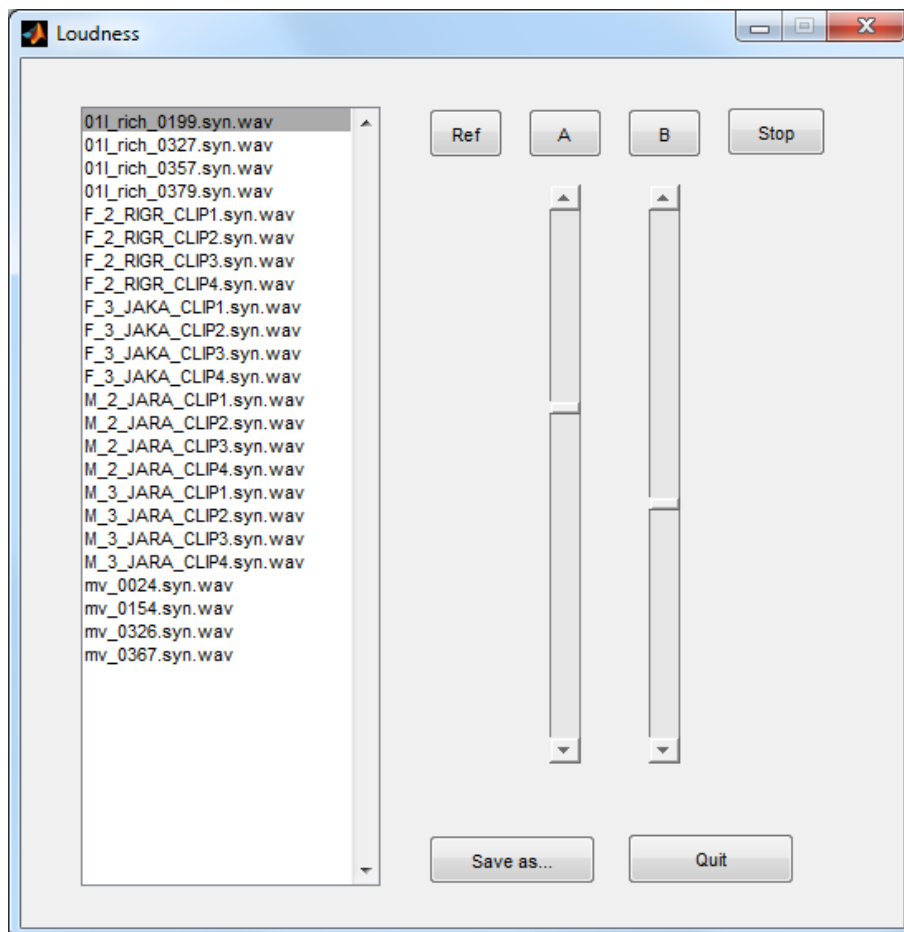 Loudness
01l_rich_0199.syn.wav
01l_rich_0327.syn.wav
01l_rich_0357.syn.wav
01l_rich_0379.syn.wav
F_2_RIGR_CLIP1.syn.wav
F_2_RIGR_CLIP2.syn.wav
F_2_RIGR_CLIP3.syn.wav
F_2_RIGR_CLIP4.syn.wav
F_3_JAKA_CLIP1.syn.wav
F_3_JAKA_CLIP2.syn.wav
F_3_JAKA_CLIP3.syn.wav
F_3_JAKA_CLIP4.syn.wav
M_2_JARA_CLIP1.syn.wav
M_2_JARA_CLIP2.syn.wav
M_2_JARA_CLIP3.syn.wav
M_2_JARA_CLIP4.syn.wav
M_3_JARA_CLIP1.syn.wav
M_3_JARA_CLIP2.syn.wav
M_3_JARA_CLIP3.syn.wav
M_3_JARA_CLIP4.syn.wav
mv_0024.syn.wav
mv_0154.syn.wav
mv_0326.syn.wav
mv_0367.syn.wav
Ref A B Stop
Save as... Quit